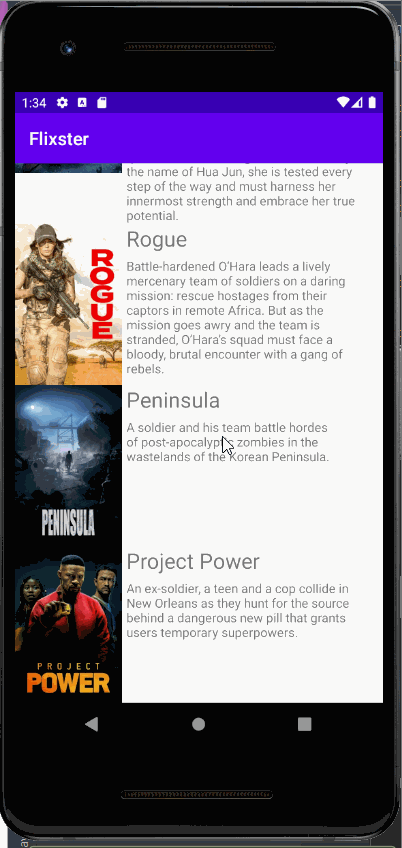 1:34
Flixster
the name of Hua Jun, she is tested every
step of the way and must harness her
innermost strength and embrace her true
potential.
Rogue
ROGUE
Battle-hardened O'Hara leads a lively
mercenary team of soldiers on a daring
mission: rescue hostages from their
captors in remote Africa. But as the
mission goes awry and the team is
stranded, O'Hara's squad must face a
bloody, brutal encounter with a gang of
rebels.
Peninsula
A soldier and his team battle hordes
of post-apocalyptic zombies in the
wastelands of the Korean Peninsula.
PENINSULA
Project Power
An ex-soldier, a teen and a cop collide in
New Orleans as they hunt for the source
behind a dangerous new pill that grants
users temporary superpowers.
PROJECT
POWER